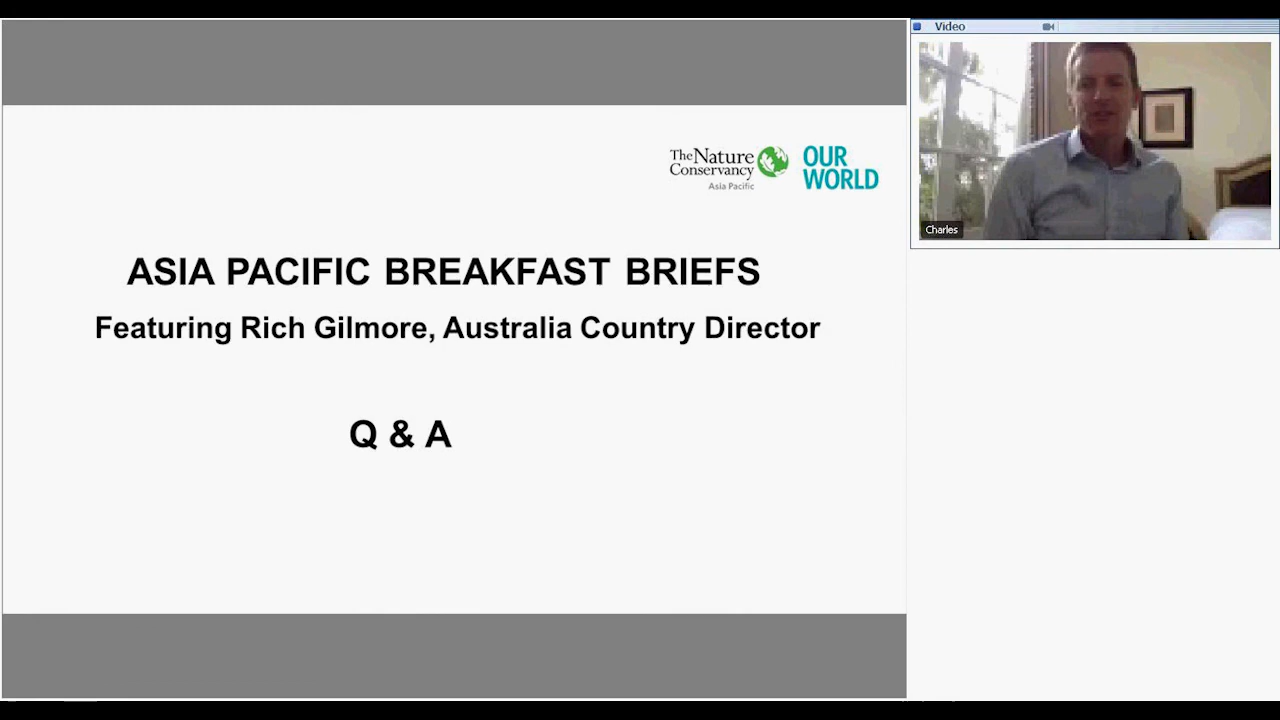 Video
The Nature
Conservancy
Asia Pacific
OUR
WORLD
Charles
ASIA PACIFIC BREAKFAST BRIEFS
Featuring Rich Gilmore, Australia Country Director
Q & A